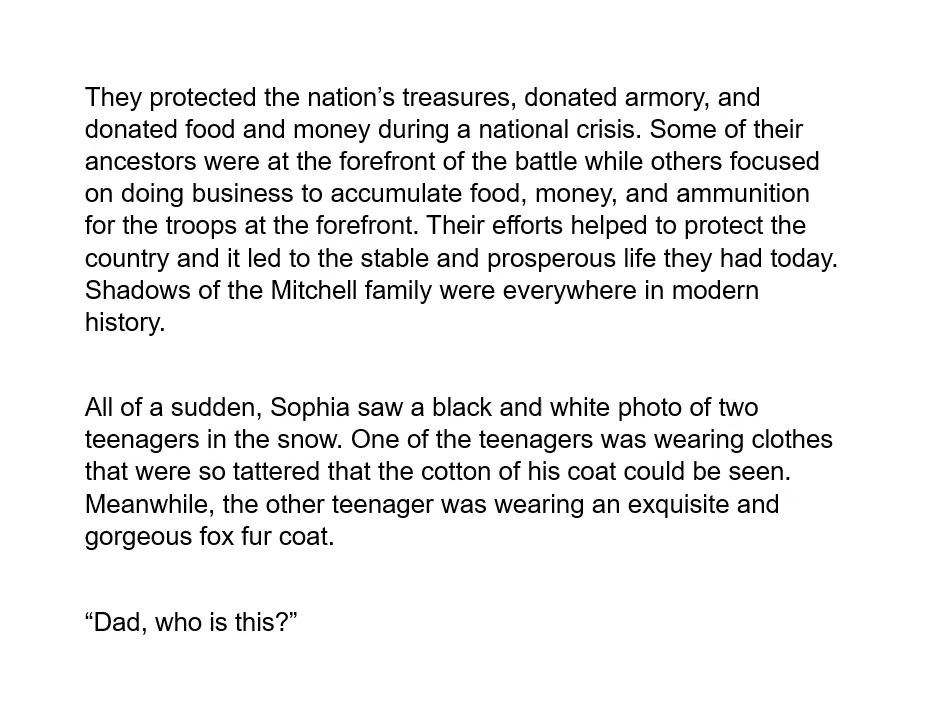 They protected the nation’s treasures, donated armory, and
donated food and money during a national crisis. Some of their
ancestors were at the forefront of the battle while others focused
on doing business to accumulate food, money, and ammunition
for the troops at the forefront. Their efforts helped to protect the
country and it led to the stable and prosperous life they had today.
Shadows of the Mitchell family were everywhere in modern
history.
All of a sudden, Sophia saw a black and white photo of two
teenagers in the snow. One of the teenagers was wearing clothes
that were so tattered that the cotton of his coat could be seen.
Meanwhile, the other teenager was wearing an exquisite and
gorgeous fox fur coat.
“Dad, who is this?”